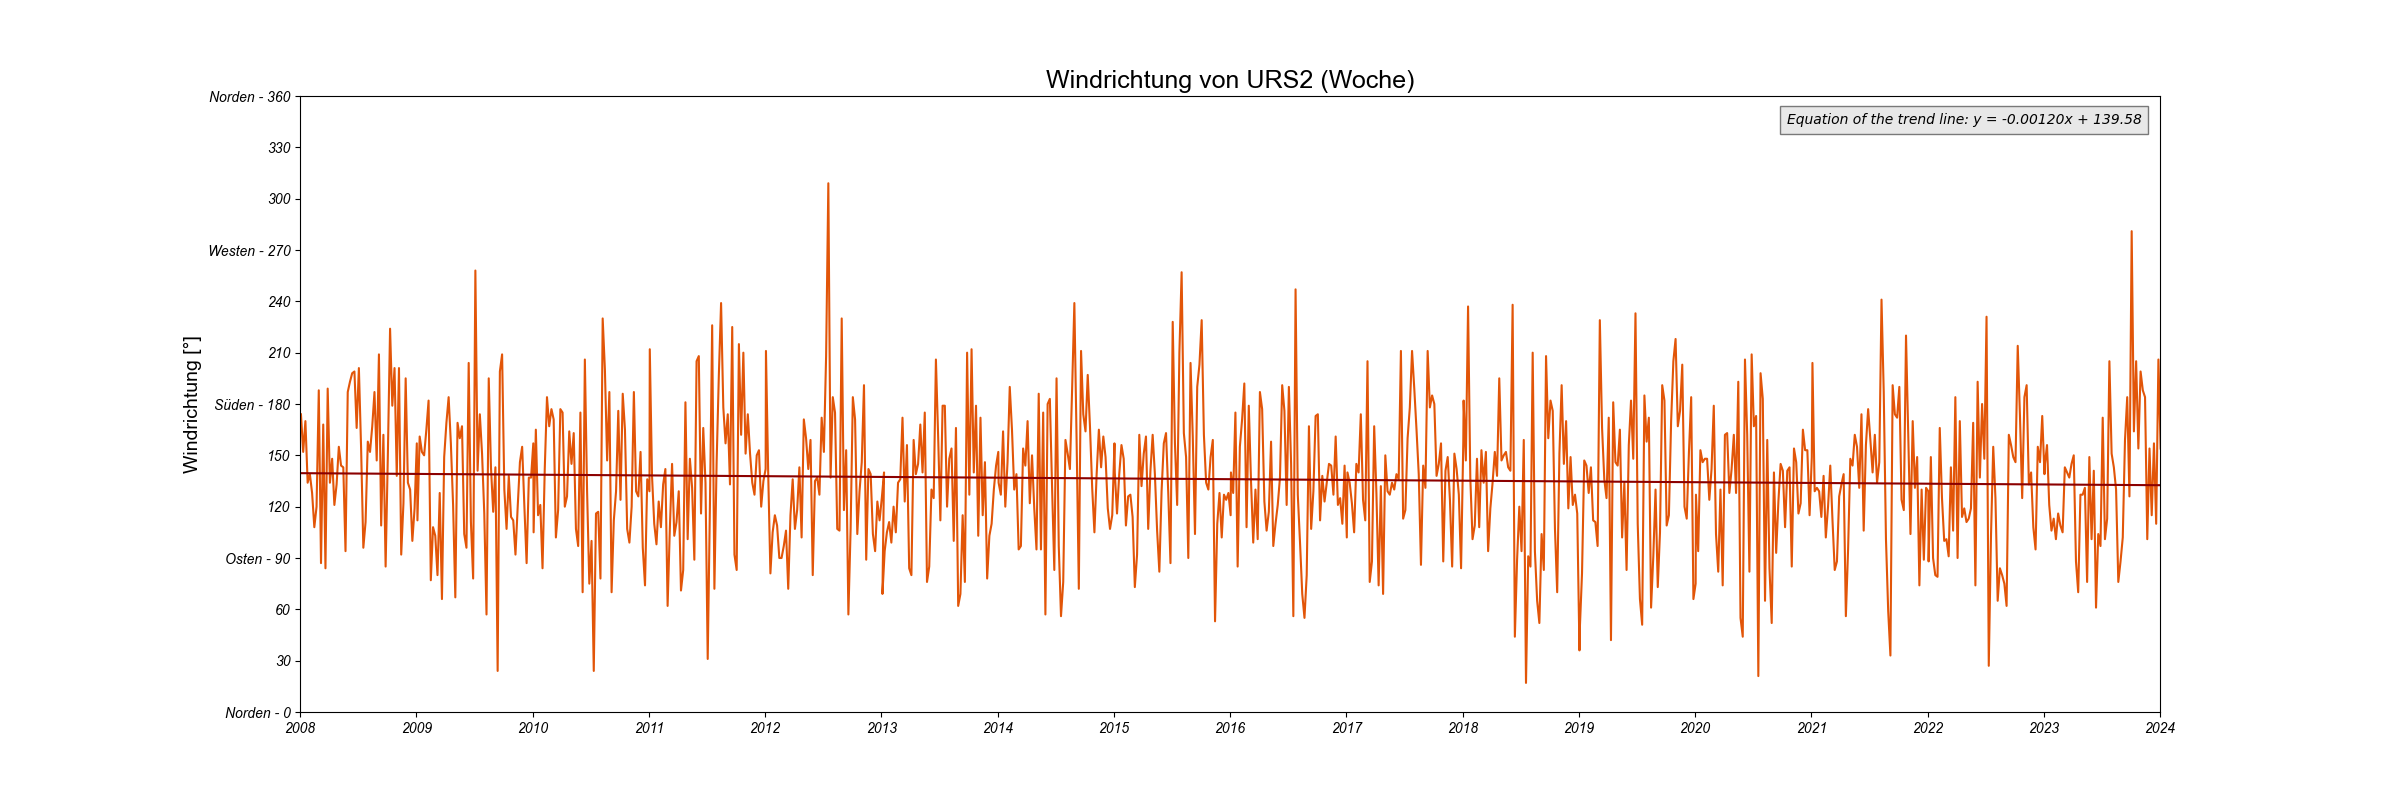 Windrichtung von URS2 (Woche)
Equation of the trend line: y = -0.00120x + 139.58
Windrichtung [°]
Norden - 360
330
300
Westen - 270
240
210
Süden - 180
150
120
Osten - 90
60
30
Norden - 0
2008 2009 2010 2011 2012 2013 2014 2015 2016 2017 2018 2019 2020 2021 2022 2023 2024